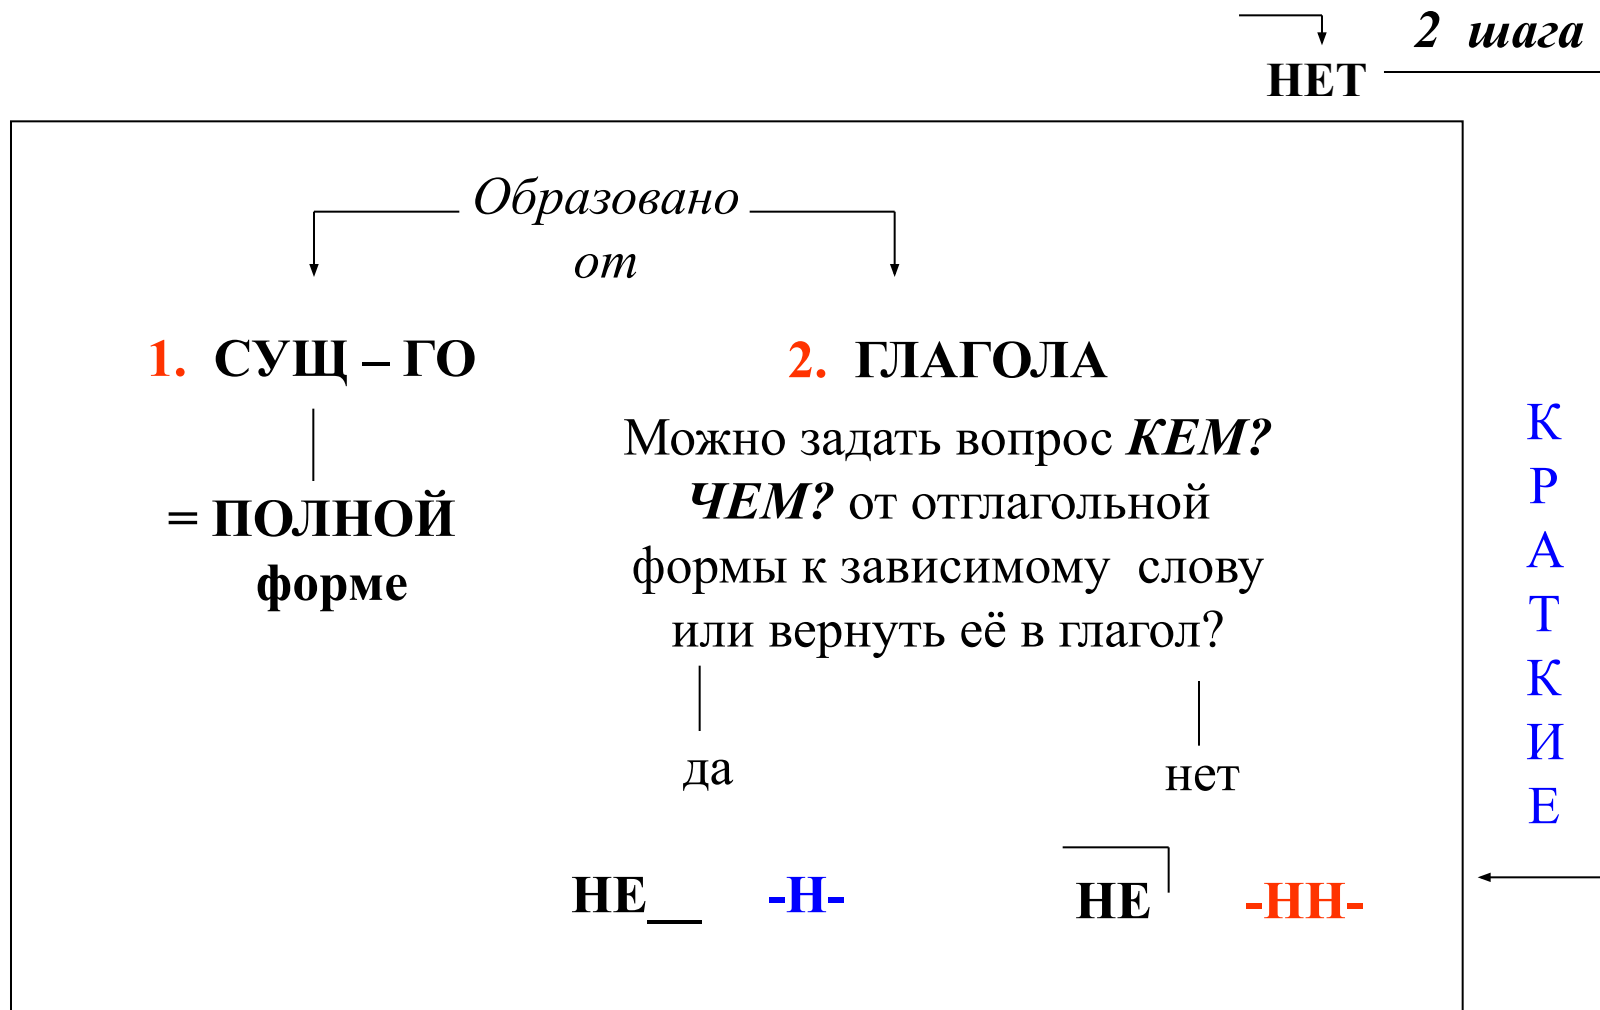 2 шага
НЕТ
Образовано
от
1. СУЩ – ГО
= ПОЛНОЙ
форме
2. ГЛАГОЛА
Можно задать вопрос КЕМ?
ЧЕМ? от отглагольной
формы к зависимому слову
или вернуть её в глагол?
да
нет
НЕ__ -Н-
НЕ -НН-
К
Р
А
Т
К
И
Е